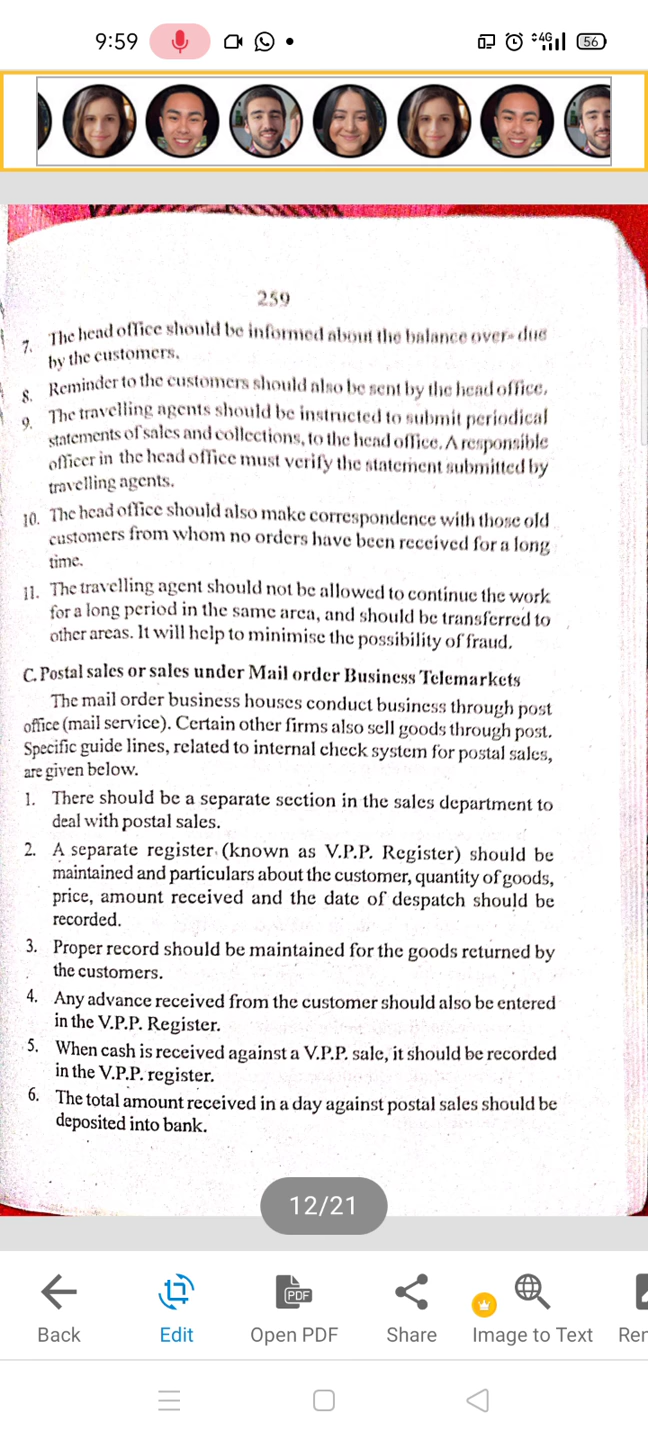 9:59
4G
56
259
7. The head office should be informed about the balance over- due
by the customers.
8. Reminder to the customers should also be sent by the head office.
9. The travelling agents should be instructed to submit periodical
statements of sales and collections, to the head office. A responsible
officer in the head office must verify the statement submitted by
travelling agents.
10. The head office should also make correspondence with those old
customers from whom no orders have been received for a long
time.
11. The travelling agent should not be allowed to continue the work
for a long period in the same area, and should be transferred to
other areas. It will help to minimise the possibility of fraud.
C. Postal sales or sales under Mail order Business Telemarkets
The mail order business houses conduct business through post
office (mail service). Certain other firms also sell goods through post.
Specific guide lines, related to internal check system for postal sales,
are given below.
1. There should be a separate section in the sales department to
deal with postal sales.
2. A separate register (known as V.P.P. Register) should be
maintained and particulars about the customer, quantity of goods,
price, amount received and the date of despatch should be
recorded.
3. Proper record should be maintained for the goods returned by
the customers.
4. Any advance received from the customer should also be entered
in the V.P.P. Register.
5. When cash is received against a V.P.P. sale, it should be recorded
in the V.P.P. register.
6. The total amount received in a day against postal sales should be
deposited into bank.
12/21
PDF
Back Edit Open PDF Share Image to Text Rer